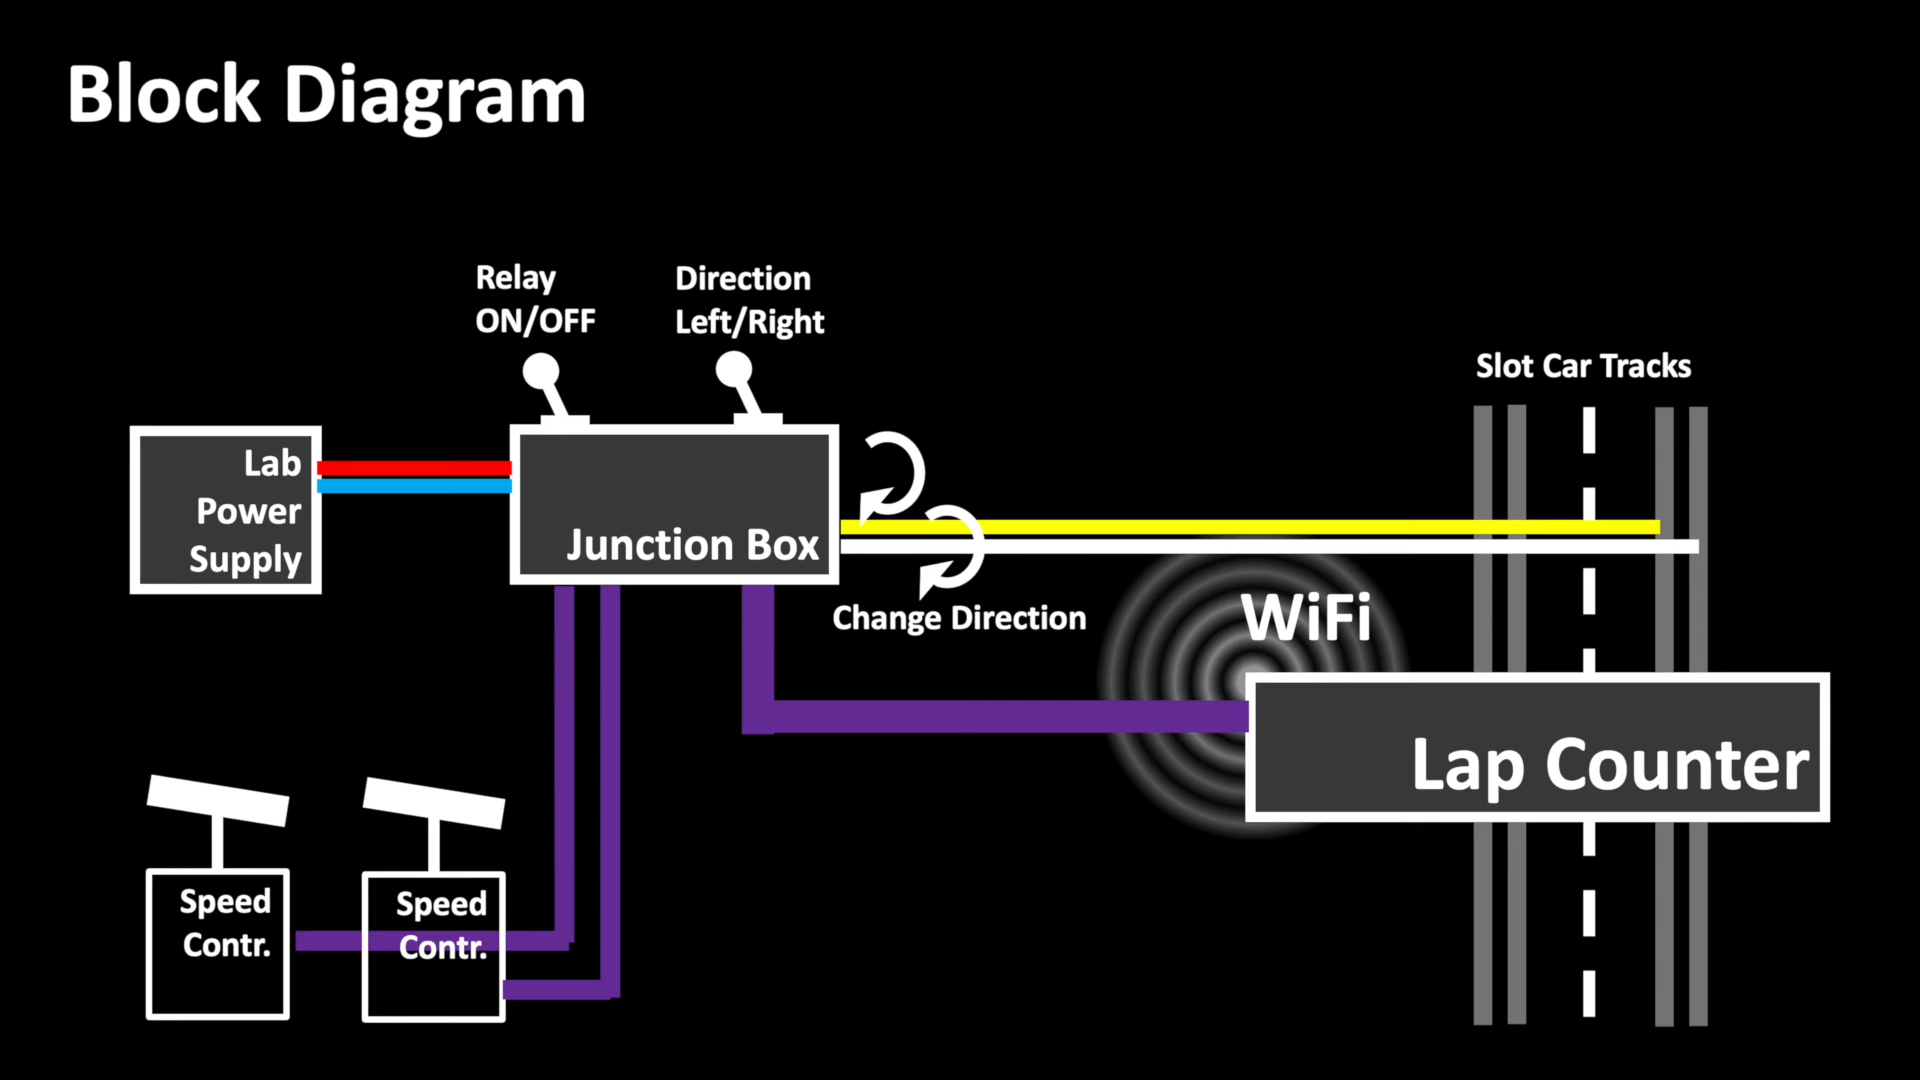 Block Diagram
Relay
ON/OFF
Direction
Left/Right
Slot Car Tracks
Lab
Power
Supply
Junction Box
Change Direction
WiFi
Lap Counter
Speed
Contr.
Speed
Contr.